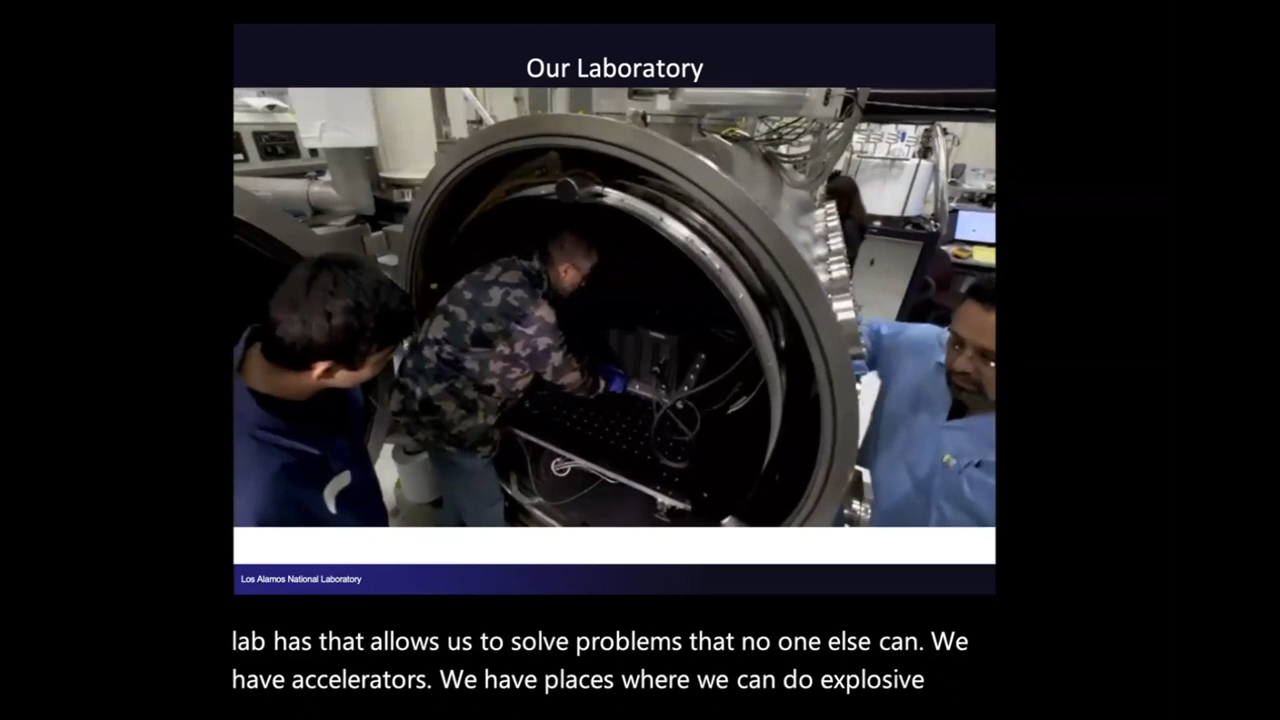 Our Laboratory
Los Alamos National Laboratory
lab has that allows us to solve problems that no one else can. We
have accelerators. We have places where we can do explosive